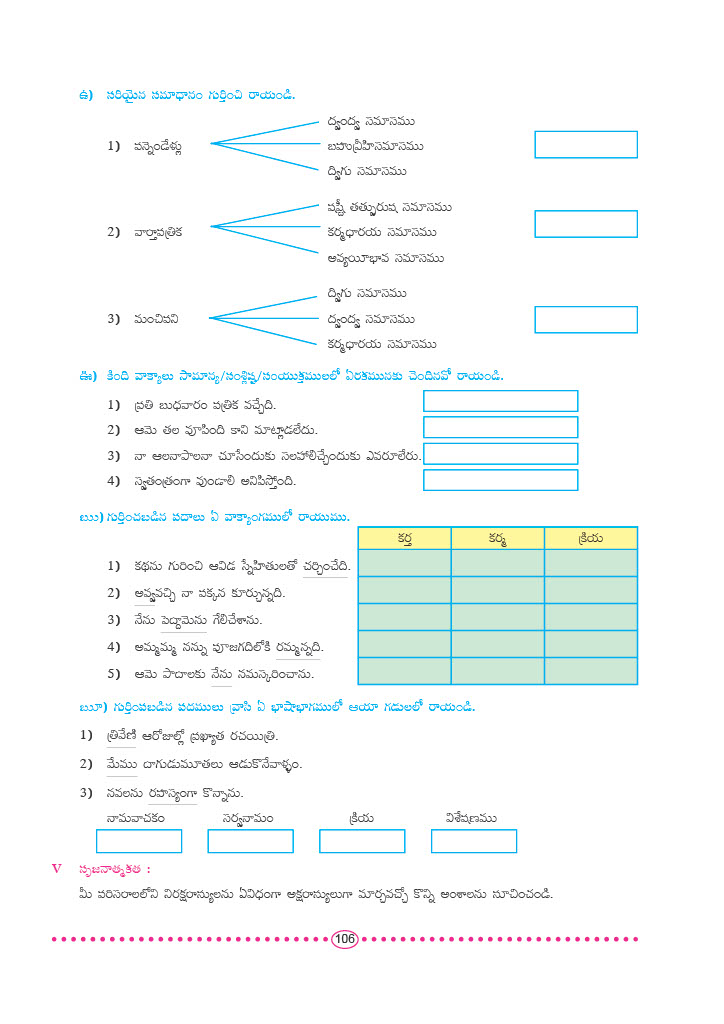 ఉ) సరియైన సమాధానం గుర్తించి రాయండి.
ద్వంద్వ సమాసము
1) పన్నెండేళ్లు
బహువ్రీహిసమాసము
ద్విగు సమాసము
షష్ఠీ తత్పురుష సమాసము
2) వార్తాపత్రిక
కర్మధారయ సమాసము
అవ్యయీభావ సమాసము
ద్విగు సమాసము
3) మంచిపని
ద్వంద్వ సమాసము
కర్మధారయ సమాసము
ఊ) కింది వాక్యాలు సామాన్య/సంశ్లిష్ట/సంయుక్తములలో ఏరకమునకు చెందినవో రాయండి.
1) ప్రతి బుధవారం పత్రిక వచ్చేది.
2) ఆమె తల వూపింది కాని మాట్లాడలేదు.
3) నా ఆలనాపాలనా చూసేందుకు సలహాలిచ్చేందుకు ఎవరూలేరు.
4) స్వతంత్రంగా వుండాలి అనిపిస్తోంది.
ఋ) గుర్తించబడిన పదాలు ఏ వాక్యాంగములో రాయుము.
కర్త కర్మ క్రియ
1) కథను గురించి ఆవిడ స్నేహితులతో చర్చించేది.
2) అవ్వవచ్చి నా పక్కన కూర్చున్నది.
3) నేను పెద్దామెను గేలిచేశాను.
4) అమ్మమ్మ నన్ను పూజగదిలోకి రమ్మన్నది.
5) ఆమె పాదాలకు నేను నమస్కరించాను.
ౠ) గుర్తింపబడిన పదములు వ్రాసి ఏ భాషాభాగములో ఆయా గడులలో రాయండి.
1) త్రివేణి ఆరోజుల్లో ప్రఖ్యాత రచయిత్రి.
2) మేము దాగుడుమూతలు ఆడుకొనేవాళ్ళం.
3) నవలను రహస్యంగా కొన్నాను.
నామవాచకం సర్వనామం క్రియ విశేషణము
V సృజనాత్మకత :
మీ పరిసరాలలోని నిరక్షరాస్యులను ఏవిధంగా అక్షరాస్యులుగా మార్చవచ్చో కొన్ని అంశాలను సూచించండి.
106